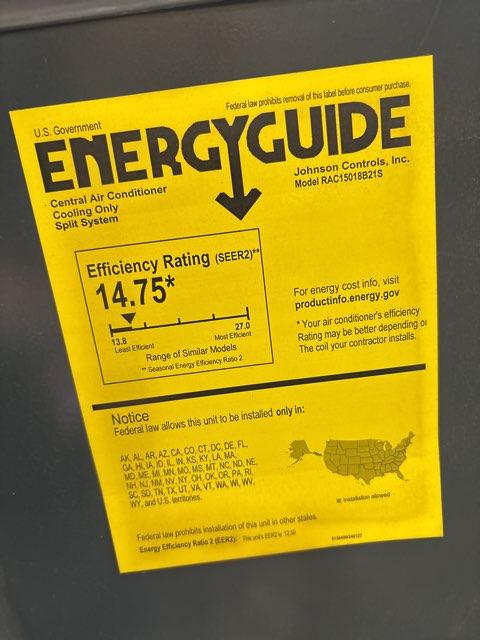 Federal law prohibits removal of this label before consumer purchase.
U.S. Government
ENERGYGUIDE
Central Air Conditioner
Cooling Only
Split System
Johnson Controls, Inc.
Model RAC15018B21S
Efficiency Rating (SEER2)**
14.75*
13.8
Least Efficient
27.0
Most Efficient
Range of Similar Models
** Seasonal Energy Efficiency Ratio 2
For energy cost info, visit
productinfo.energy.gov
* Your air conditioner's efficiency
Rating may be better depending on
The coil your contractor installs.
Notice
Federal law allows this unit to be installed only in:
AK, AL, AR, AZ, CA, CO, CT, DC, DE, FL,
GA, HI, IA, ID, IL, IN, KS, KY, LA, MA,
MD, ME, MI, MN, MO, MS, MT, NC, ND, NE,
NH, NJ, NM, NV, NY, OH, OK, OR, PA, RI,
SC, SD, TN, TX, UT, VA, VT, WA, WI, WV,
WY, and U.S. territories.
installation allowed
Federal law prohibits installation of this unit in other states.
Energy Efficiency Ratio 2 (EER2): This unit's EER2 is 12.50